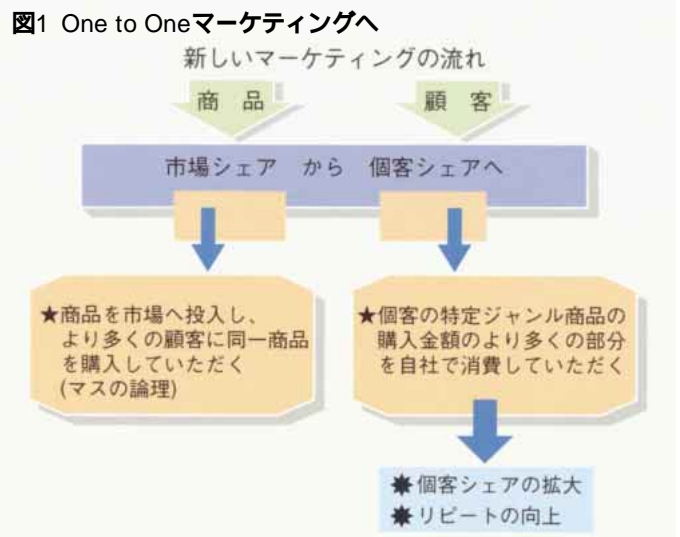 図1 One to Oneマーケティングへ
新しいマーケティングの流れ
商 品
顧 客
市場シェア から 個客シェアへ
★商品を市場へ投入し、
より多くの顧客に同一商品
を購入していただく
(マスの論理)
★個客の特定ジャンル商品の
購入金額のより多くの部分
を自社で消費していただく
✸個客シェアの拡大
✸リピートの向上